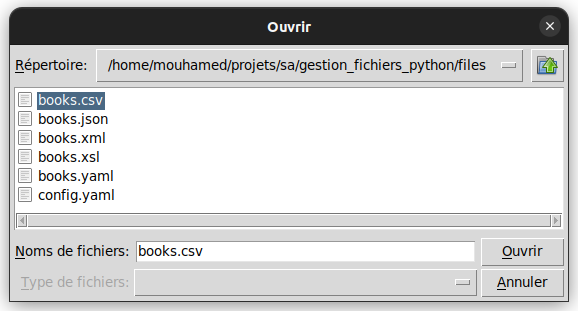 Ouvrir
Répertoire: /home/mouhamed/projets/sa/gestion_fichiers_python/files
books.csv
books.json
books.xml
books.xsl
books.yaml
config.yaml
Noms de fichiers: books.csv Ouvrir
Type de fichiers: Annuler